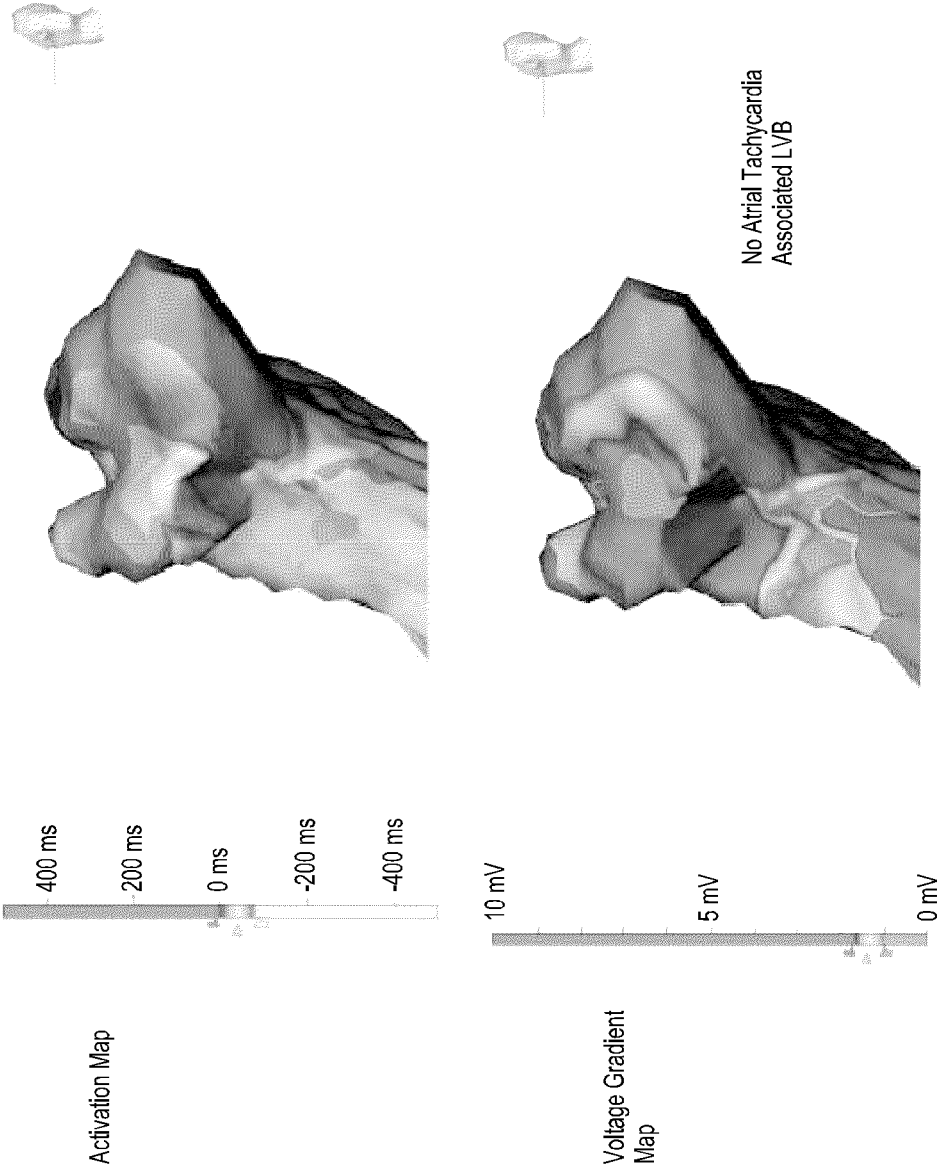 Activation Map
400 ms
200 ms
0 ms
-200 ms
-400 ms
Voltage Gradient
Map
10 mV
5 mV
0 mV
No Atrial Tachycardia
Associated LVB